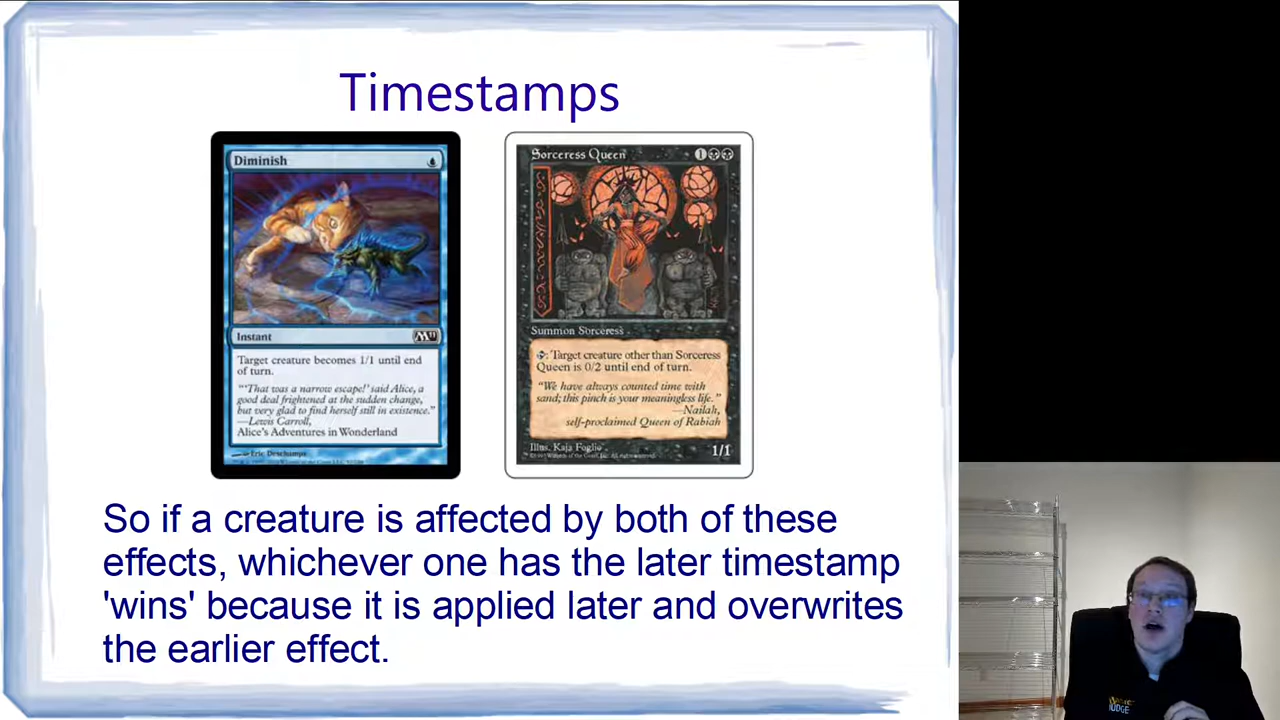 Timestamps
Diminish
Instant
M11
Target creature becomes 1/1 until end
of turn.
"'That was a narrow escape!' said Alice, a
good deal frightened at the sudden change,
but very glad to find herself still in existence."
—Lewis Carroll,
Alice's Adventures in Wonderland
Eric Deschamps
Sorceress Queen
1
Summon Sorceress
: Target creature other than Sorceress
Queen is 0/2 until end of turn.
"We have always counted time with
sand; this pinch is your meaningless life."
—Nailah,
self-proclaimed Queen of Rabiah
Illus. Kaja Foglio
1/1
So if a creature is affected by both of these
effects, whichever one has the later timestamp
'wins' because it is applied later and overwrites
the earlier effect.
JUDGE